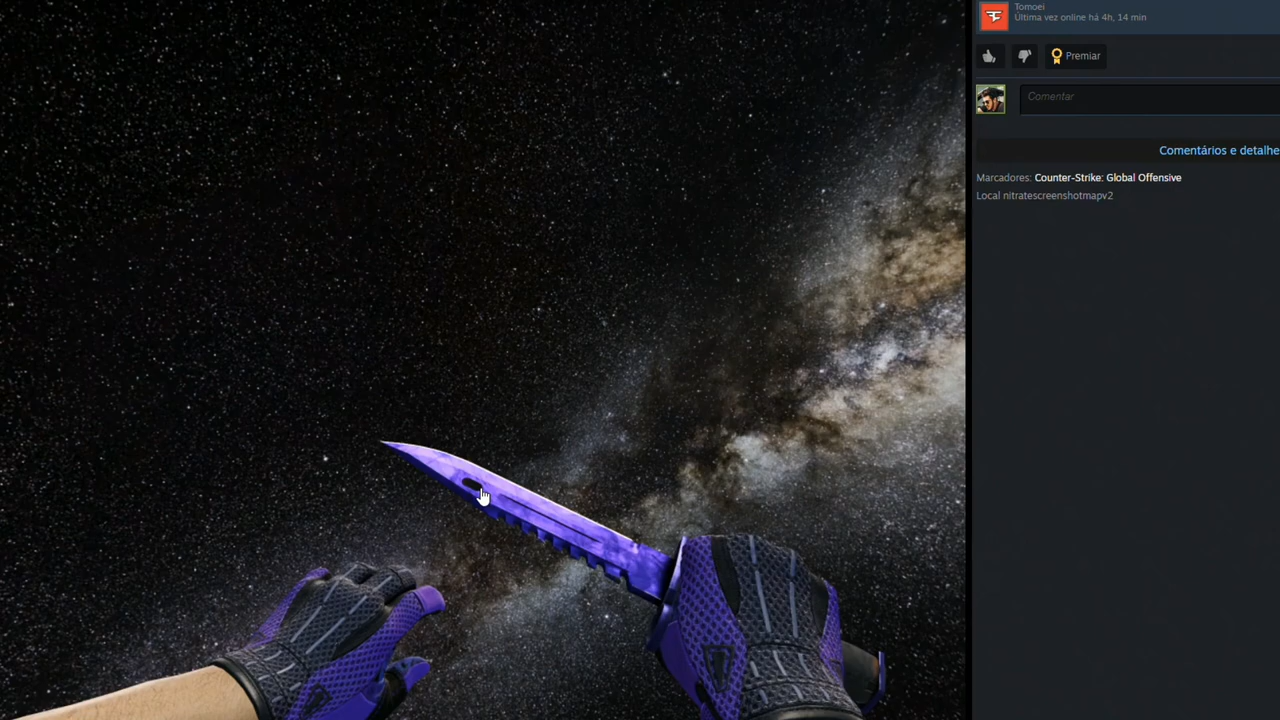 Tomoei
Última vez online há 4h, 14 min
Premiar
Comentar
Comentários e detalhe
Marcadores: Counter-Strike: Global Offensive
Local nitratescreenshotmapv2